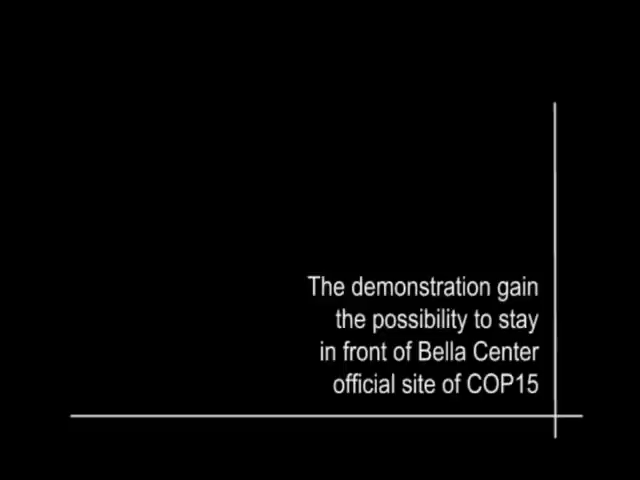 The demonstration gain
the possibility to stay
in front of Bella Center
official site of COP15